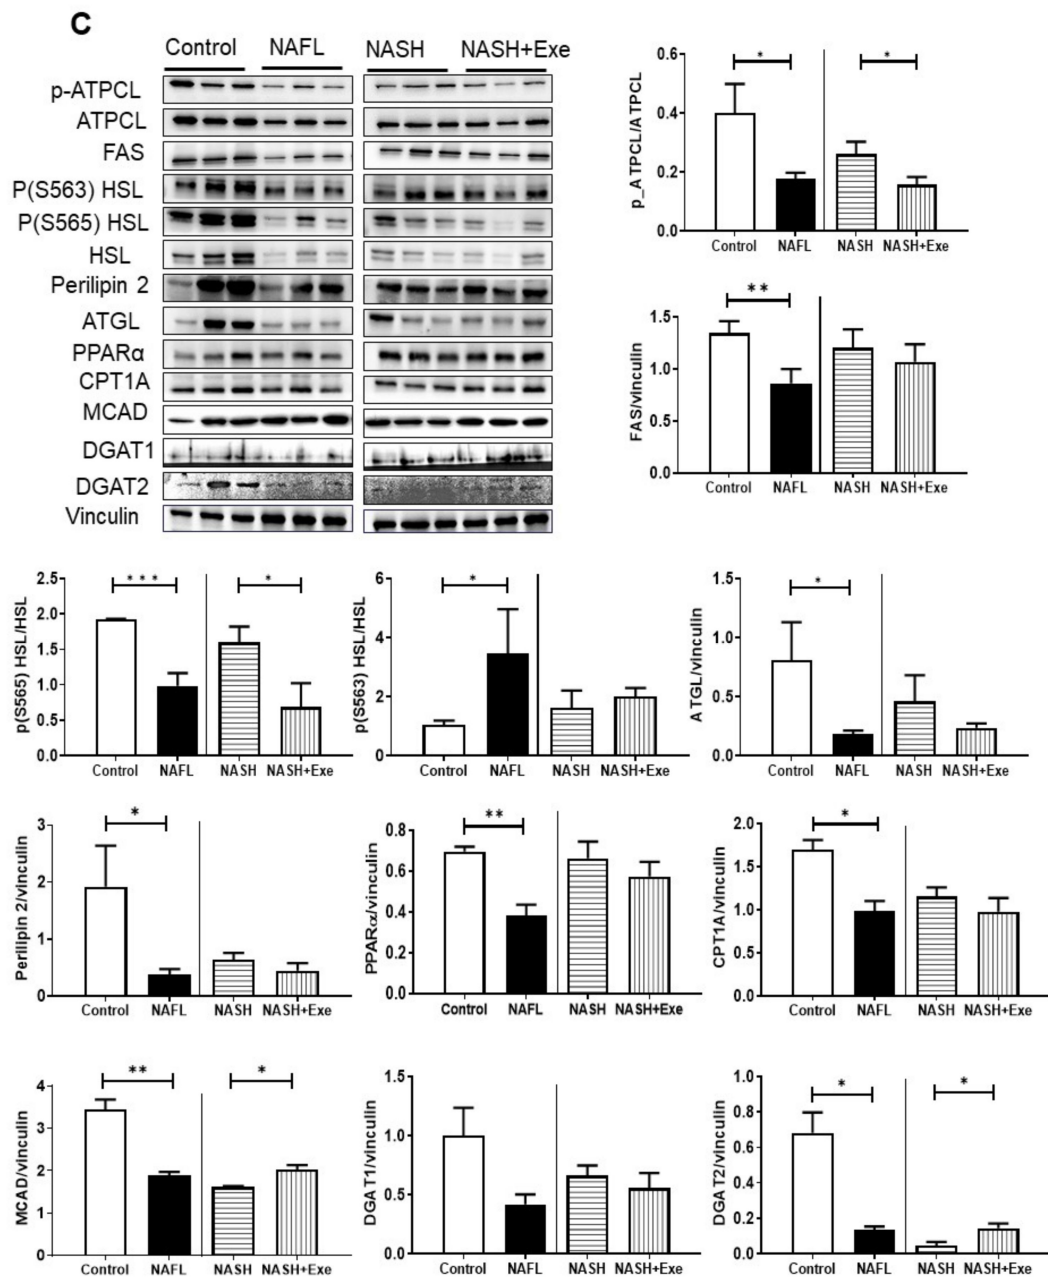 C
Control NAFL NASH NASH+Exe
p-ATPCL
ATPCL
FAS
P(S563) HSL
P(S565) HSL
HSL
Perilipin 2
ATGL
PPARα
CPT1A
MCAD
DGAT1
DGAT2
Vinculin
p_ATPCL/ATPCL
0.6
0.4
0.2
0.0
* *
Control NAFL NASH NASH+Exe
FAS/vinculin
1.5
1.0
0.5
0.0
**
Control NAFL NASH NASH+Exe
p(S565) HSL/HSL
2.5
2.0
1.5
1.0
0.5
0.0
*** *
Control NAFL NASH NASH+Exe
p(S563) HSL/HSL
6
4
2
0
*
Control NAFL NASH NASH+Exe
ATGL/vinculin
1.5
1.0
0.5
0.0
*
Control NAFL NASH NASH+Exe
Perilipin 2/vinculin
3
2
1
0
*
Control NAFL NASH NASH+Exe
PPARα/vinculin
0.8
0.6
0.4
0.2
0.0
**
Control NAFL NASH NASH+Exe
CPT1A/vinculin
2.0
1.5
1.0
0.5
0.0
*
Control NAFL NASH NASH+Exe
MCAD/vinculin
4
3
2
1
0
** *
Control NAFL NASH NASH+Exe
DGAT1/vinculin
1.5
1.0
0.5
0.0
Control NAFL NASH NASH+Exe
DGAT2/vinculin
1.0
0.8
0.6
0.4
0.2
0.0
* *
Control NAFL NASH NASH+Exe